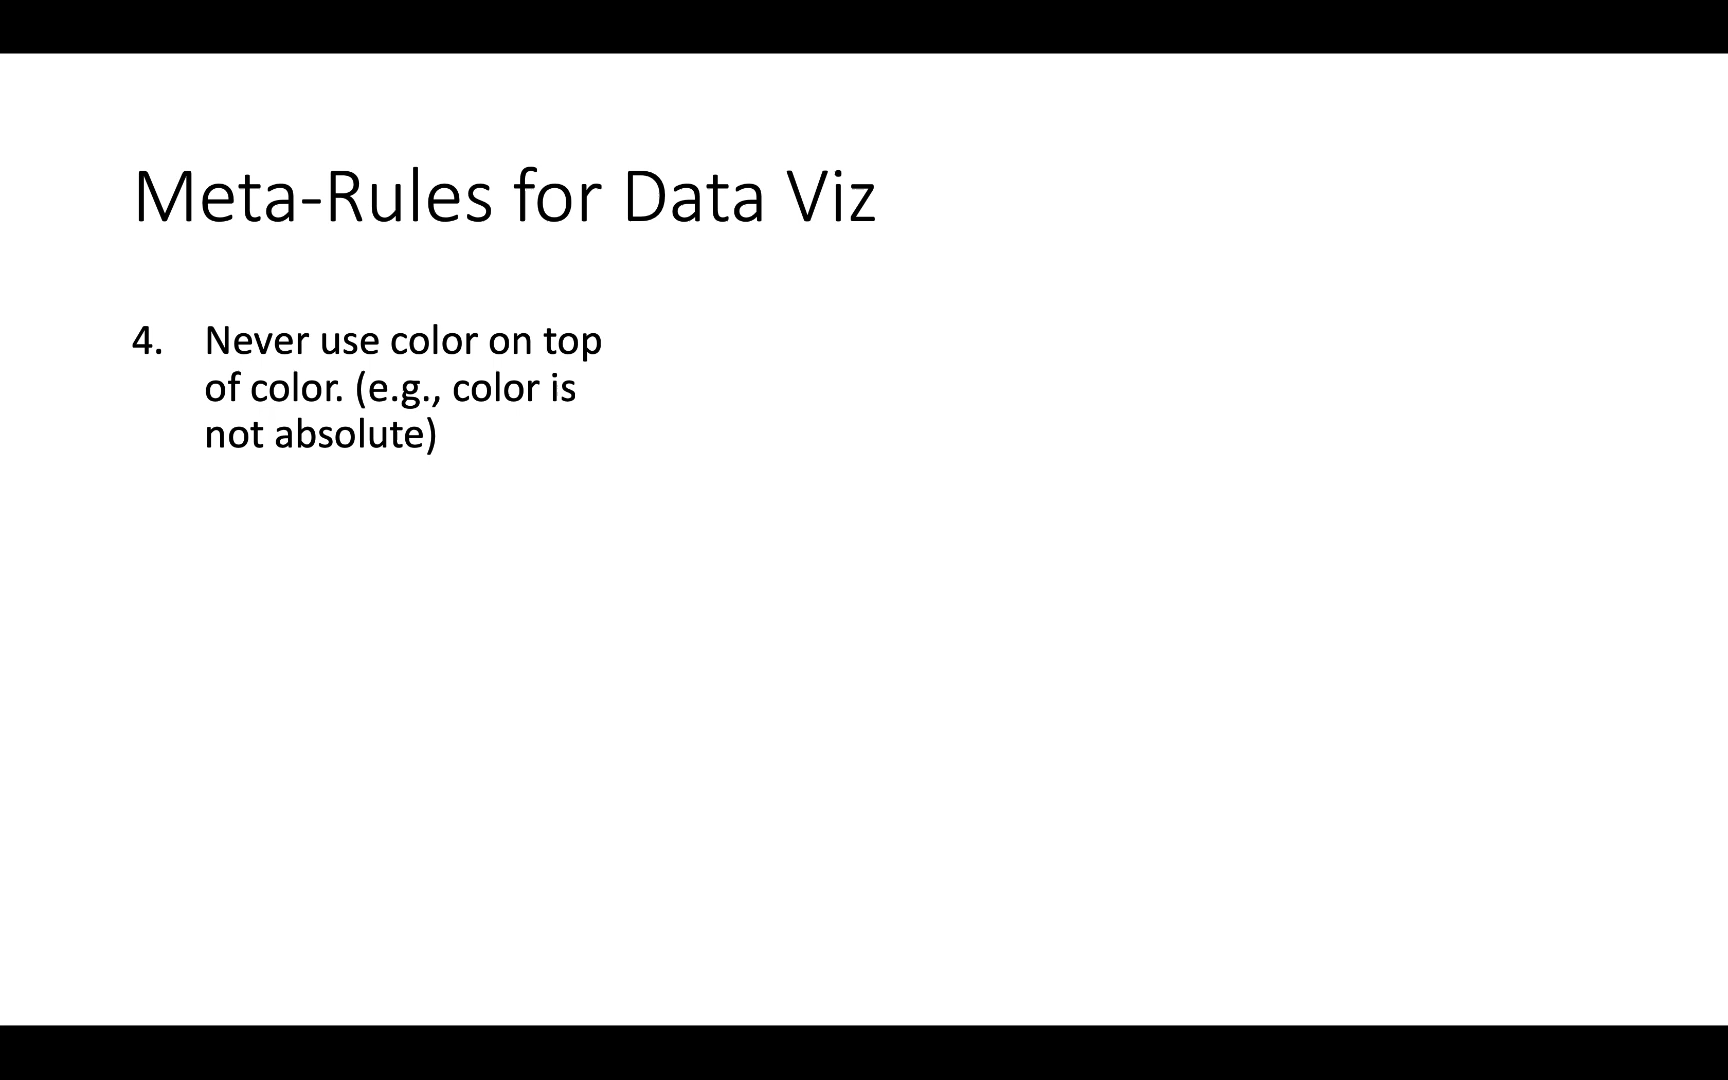 Meta-Rules for Data Viz
4. Never use color on top
of color. (e.g., color is
not absolute)